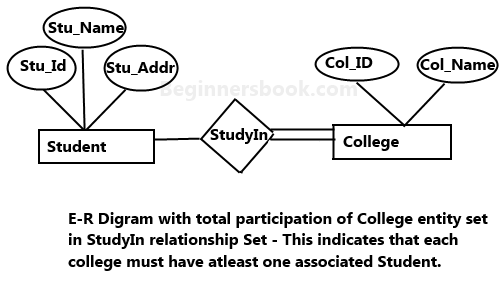 Stu_Name
Stu_Id
Stu_Addr
Col_ID
Col_Name
Beginnersbook.com
Student
StudyIn
College
E-R Digram with total participation of College entity set
in StudyIn relationship Set - This indicates that each
college must have atleast one associated Student.